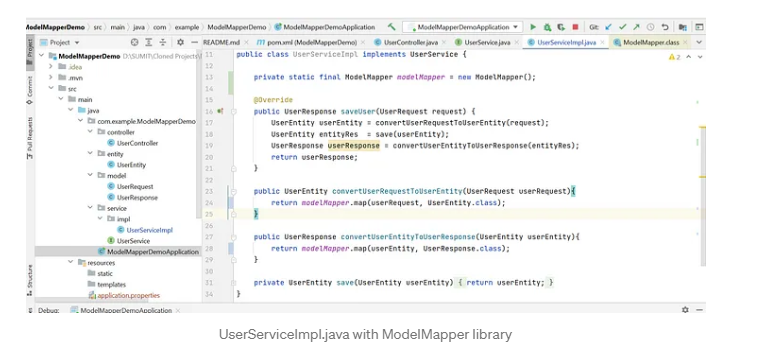 ModelMapperDemo › src › main › java › com › example › ModelMapperDemo › ModelMapperDemoApplication
ModelMapperDemoApplication
Git:
Project
README.md
pom.xml (ModelMapperDemo)
UserController.java
UserService.java
UserServiceImpl.java
ModelMapper.class
ModelMapperDemo D:\SUMIT\Cloned Projects\
.idea
.mvn
src
main
java
com.example.ModelMapperDemo
controller
UserController
entity
UserEntity
model
UserRequest
UserResponse
service
impl
UserServiceImpl
UserService
ModelMapperDemoApplication
resources
static
templates
application.properties
Project
Commit
Pull Requests
Structure
2
11 public class UserServiceImpl implements UserService {
12
13 private static final ModelMapper modelMapper = new ModelMapper();
14
15 @Override
16 public UserResponse saveUser(UserRequest request) {
17 UserEntity userEntity = convertUserRequestToUserEntity(request);
18 UserEntity entityRes = save(userEntity);
19 UserResponse userResponse = convertUserEntityToUserResponse(entityRes);
20 return userResponse;
21 }
22
23 public UserEntity convertUserRequestToUserEntity(UserRequest userRequest){
24 return modelMapper.map(userRequest, UserEntity.class);
25 }
26
27 public UserResponse convertUserEntityToUserResponse(UserEntity userEntity){
28 return modelMapper.map(userEntity, UserResponse.class);
29 }
30
31 private UserEntity save(UserEntity userEntity) { return userEntity; }
34 }
Debug:
ModelMapperDemoApplication
UserServiceImpl.java with ModelMapper library